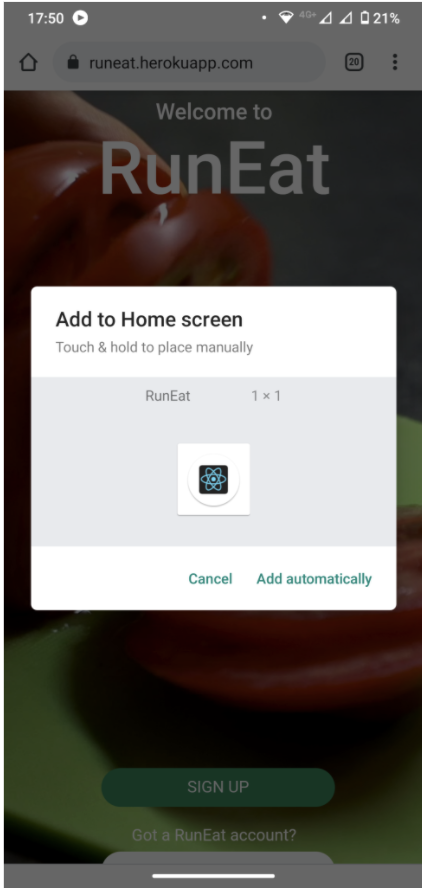 17:50
4G+
21%
runeat.herokuapp.com
20
Welcome to
RunEat
Add to Home screen
Touch & hold to place manually
RunEat 1 × 1
Cancel Add automatically
SIGN UP
Got a RunEat account?